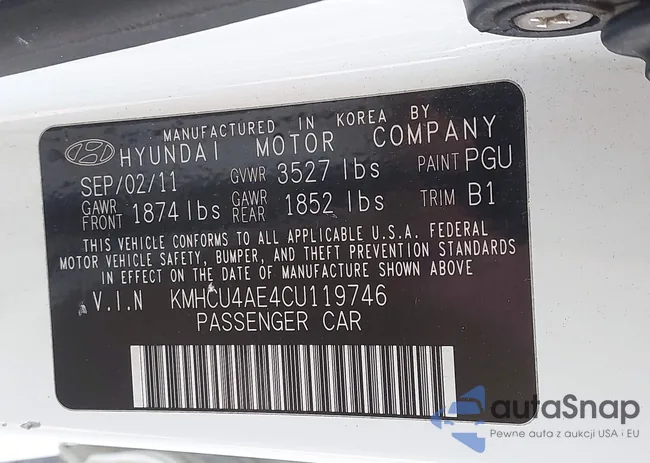 MANUFACTURED IN KOREA BY
HYUNDAI MOTOR COMPANY
SEP/02/11 GVWR 3527 lbs PAINT PGU
GAWR FRONT 1874 lbs GAWR REAR 1852 lbs TRIM B1
THIS VEHICLE CONFORMS TO ALL APPLICABLE U.S.A. FEDERAL
MOTOR VEHICLE SAFETY, BUMPER, AND THEFT PREVENTION STANDARDS
IN EFFECT ON THE DATE OF MANUFACTURE SHOWN ABOVE
V.I.N KMHCU4AE4CU119746
PASSENGER CAR
autaSnap
Pewne auta z aukcji USA i EU